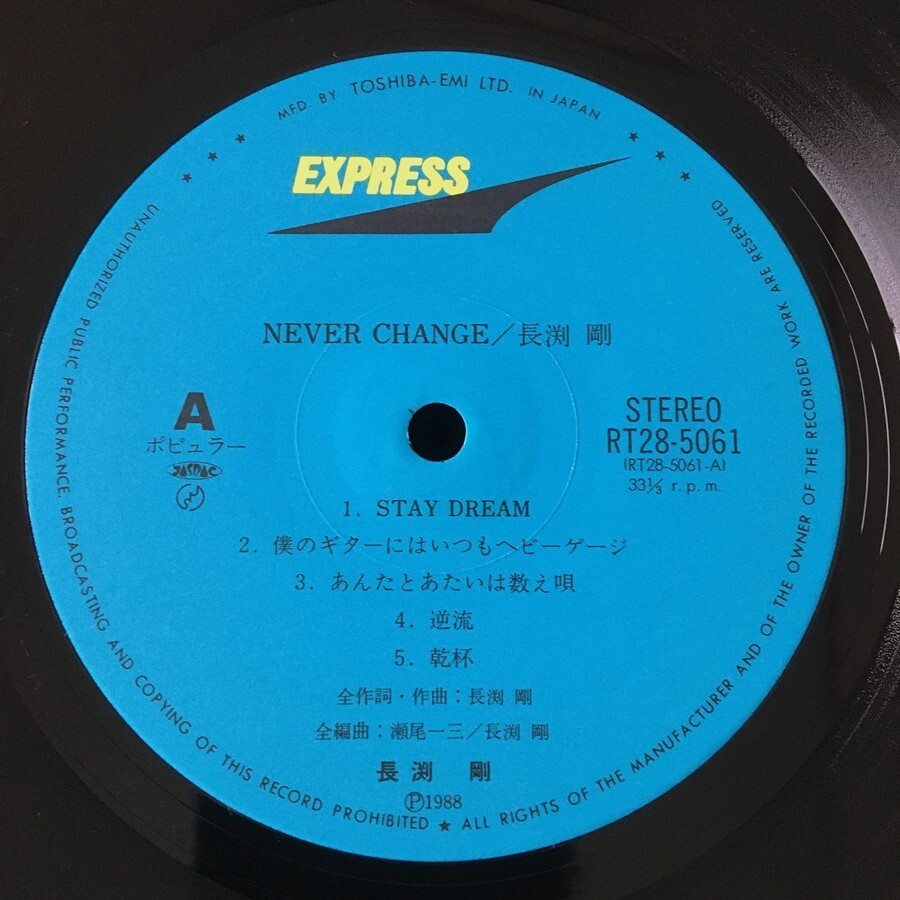 MFD. BY TOSHIBA-EMI LTD. IN JAPAN
EXPRESS
NEVER CHANGE／長渕 剛
A
ポピュラー
JASRAC
STEREO
RT28-5061
(RT28-5061-A)
33⅓ r.p.m.
1. STAY DREAM
2. 僕のギターにはいつもヘビーゲージ
3. あんたとあたいは数え唄
4. 逆流
5. 乾杯
全作詞・作曲：長渕 剛
全編曲：瀬尾一三／長渕 剛
長渕 剛
Ⓟ1988
UNAUTHORIZED PUBLIC PERFORMANCE, BROADCASTING AND COPYING OF THIS RECORD PROHIBITED ★ ALL RIGHTS OF THE MANUFACTURER AND OF THE OWNER OF THE RECORDED WORK ARE RESERVED